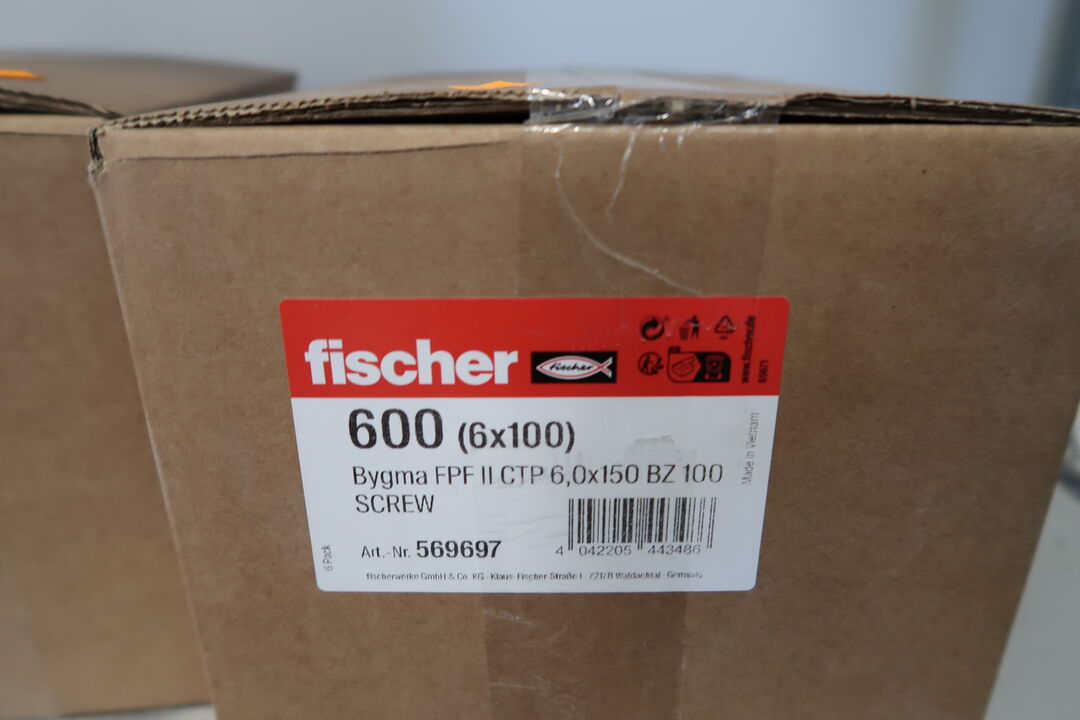 fischer
fischer
www.fischer.de
65671
600 (6x100)
Bygma FPF II CTP 6,0x150 BZ 100
SCREW
Made in Vietnam
6 Pack
Art.-Nr. 569697
4 042205 443486
fischerwerke GmbH & Co. KG Klaus-Fischer-Straße 1 72178 Waldachtal Germany